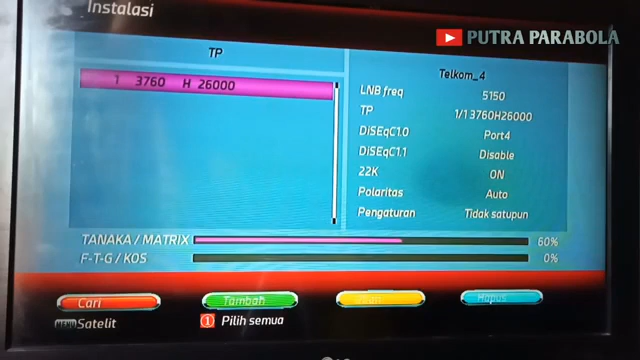 Instalasi
PUTRA PARABOLA
TP
1 3760 H 26000
Telkom_4
LNB freq 5150
TP 1/1 3760H26000
DiSEqC1.0 Port4
DiSEqC1.1 Disable
22K ON
Polaritas Auto
Pengaturan Tidak satupun
TANAKA / MATRIX 60%
F-T-G / KOS 0%
Cari Tambah Hapus
MENU Satelit 1 Pilih semua